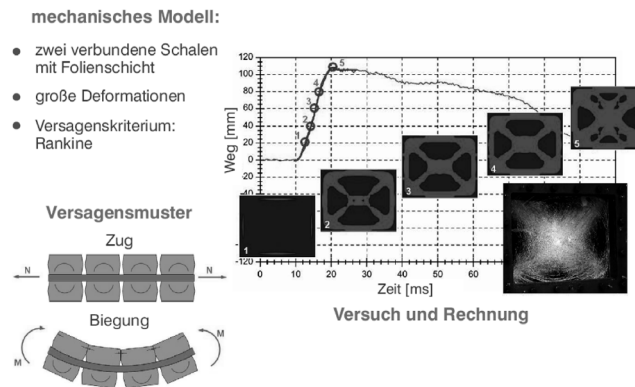 mechanisches Modell:
● zwei verbundene Schalen
mit Folienschicht
● große Deformationen
● Versagenskriterium:
Rankine
Versagensmuster
Zug
N
N
Biegung
M
M
Weg [mm]
120
100
80
60
40
20
0
-20
-120
0
10
20
30
40
50
60
70
80
Zeit [ms]
1
2
3
4
5
1
2
3
4
5
Versuch und Rechnung